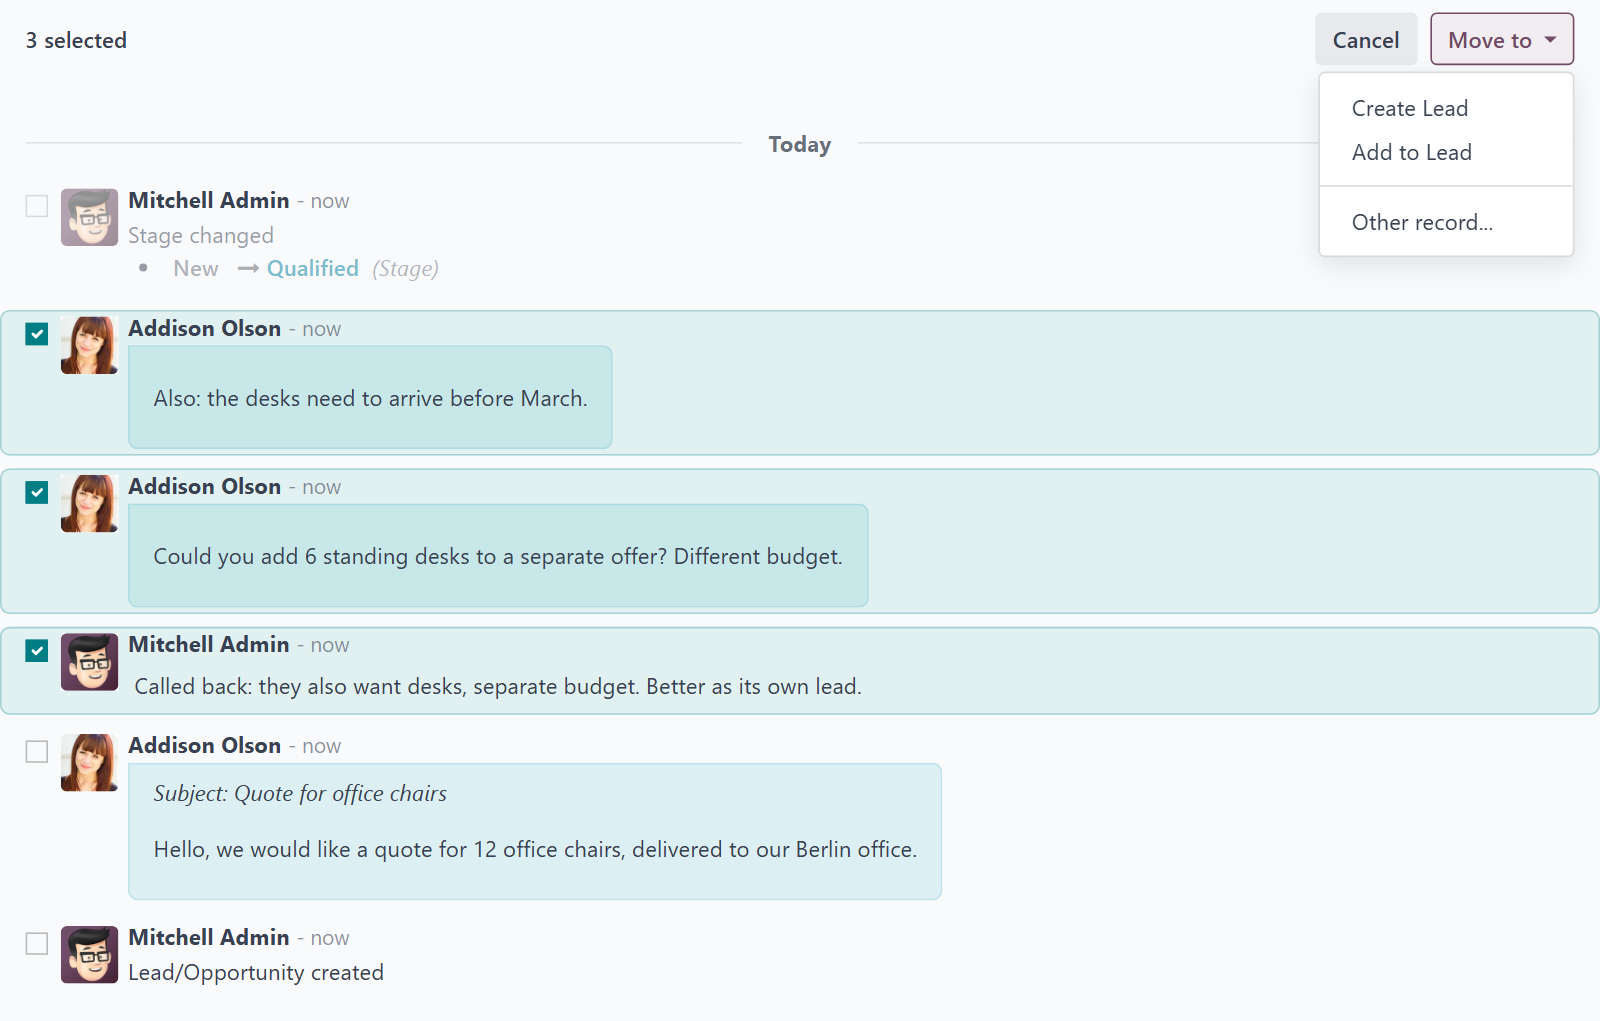 3 selected
Cancel
Move to
Create Lead
Add to Lead
Other record...
Today
Mitchell Admin - now
Stage changed
• New → Qualified (Stage)
Addison Olson - now
Also: the desks need to arrive before March.
Addison Olson - now
Could you add 6 standing desks to a separate offer? Different budget.
Mitchell Admin - now
Called back: they also want desks, separate budget. Better as its own lead.
Addison Olson - now
Subject: Quote for office chairs
Hello, we would like a quote for 12 office chairs, delivered to our Berlin office.
Mitchell Admin - now
Lead/Opportunity created